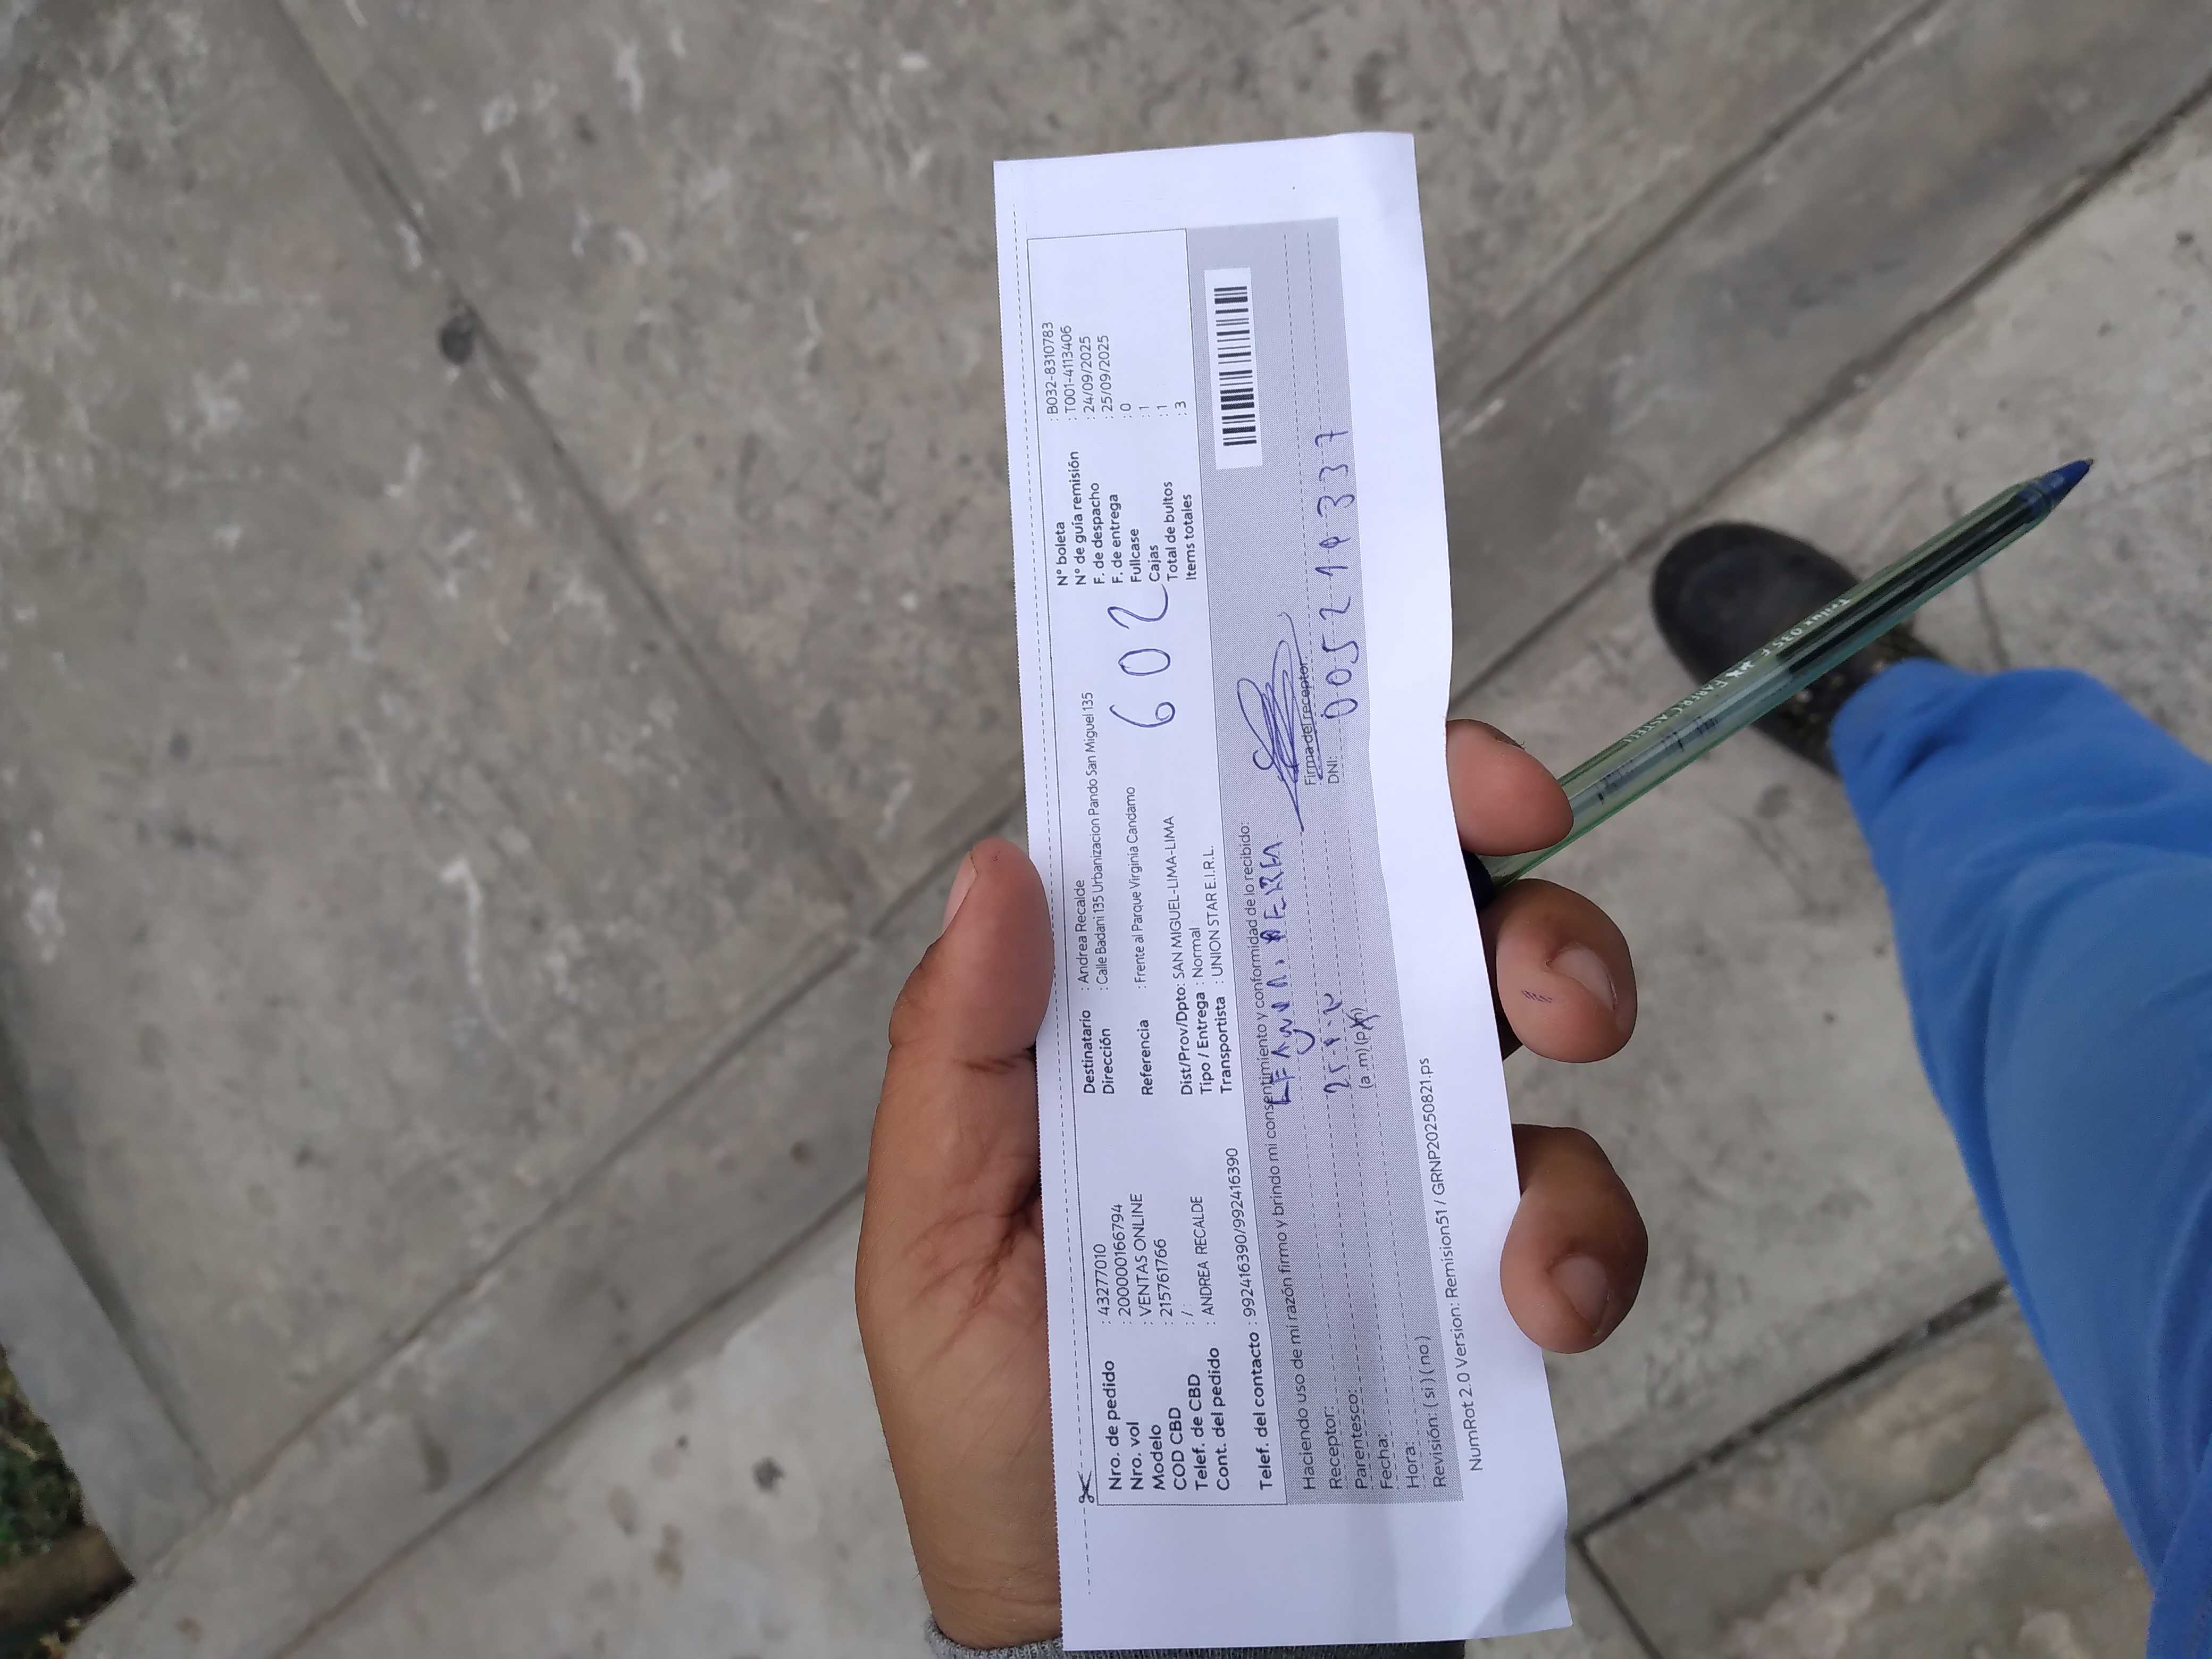 Nro. de pedido : 43277010
Nro. vol : 200000166794
Modelo : VENTAS ONLINE
COD CBD : 215761766
Telef. de CBD : /
Cont. del pedido : ANDREA RECALDE
Telef. del contacto : 992416390/992416390
Destinatario : Andrea Recalde
Dirección : Calle Badani 135 Urbanizacion Pando San Miguel 135
Referencia : Frente al Parque Virginia Candamo
Dist/Prov/Dpto: SAN MIGUEL-LIMA-LIMA
Tipo / Entrega : Normal
Transportista : UNION STAR E.I.R.L.
602
N° boleta : B032-8310783
N° de guía remisión : T001-4113406
F. de despacho : 24/09/2025
F. de entrega : 25/09/2025
Fullcase : 0
Cajas : 1
Total de bultos : 1
Items totales : 3
Haciendo uso de mi razón firmo y brindo mi consentimiento y conformidad de lo recibido:
Receptor:
Parentesco:
Fecha:
Hora: (a .m) (p.m)
Revisión: ( si ) ( no )
Firma del receptor:
DNI: 005211337
NumRot 2.0 Version: Remision51 / GRNP20250821.ps
Trilux 035 F FABER CASTELL